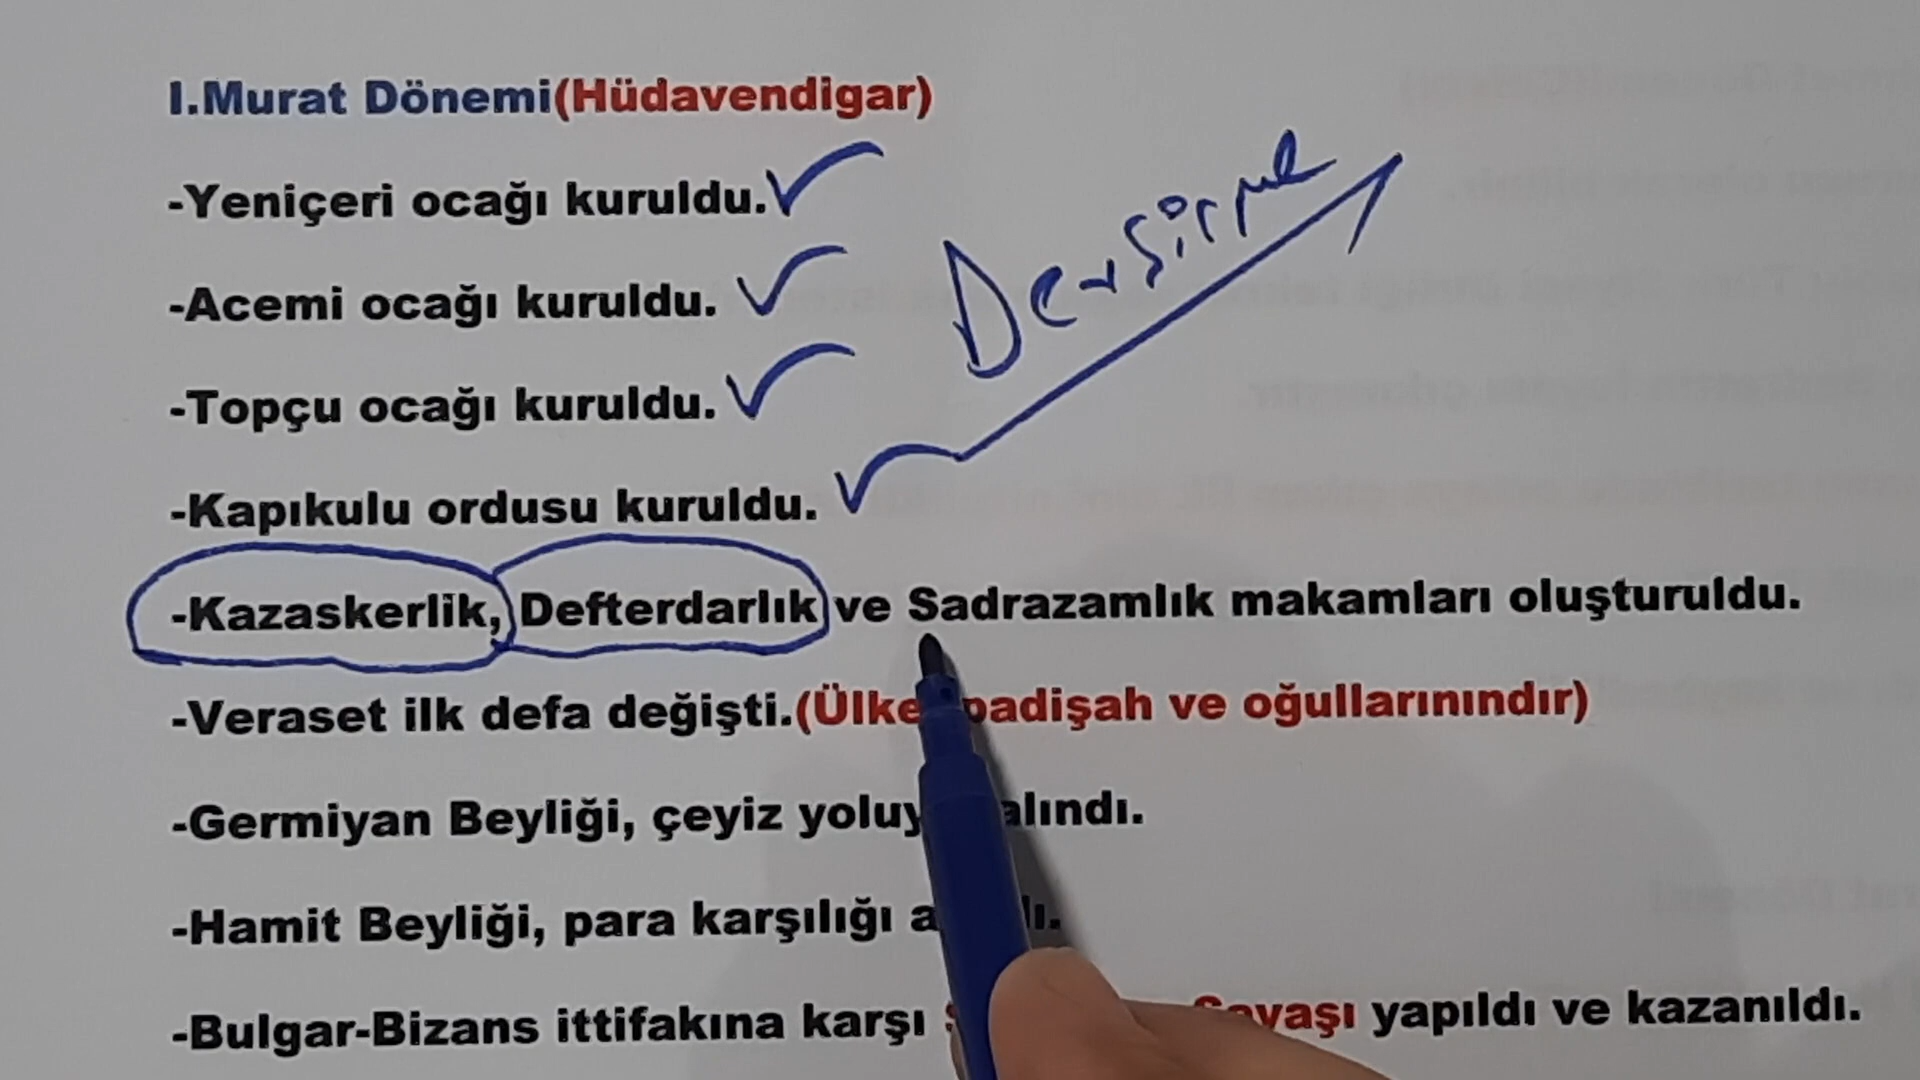 I.Murat Dönemi(Hüdavendigar)
-Yeniçeri ocağı kuruldu.
-Acemi ocağı kuruldu.
Devşirme
-Topçu ocağı kuruldu.
-Kapıkulu ordusu kuruldu.
-Kazaskerlik, Defterdarlık ve Sadrazamlık makamları oluşturuldu.
-Veraset ilk defa değişti.(Ülke padişah ve oğullarınındır)
-Germiyan Beyliği, çeyiz alındı.
-Hamit Beyliği, para karşılığı
-Bulgar-Bizans ittifakına karşı Savaşı yapıldı ve kazanıldı.